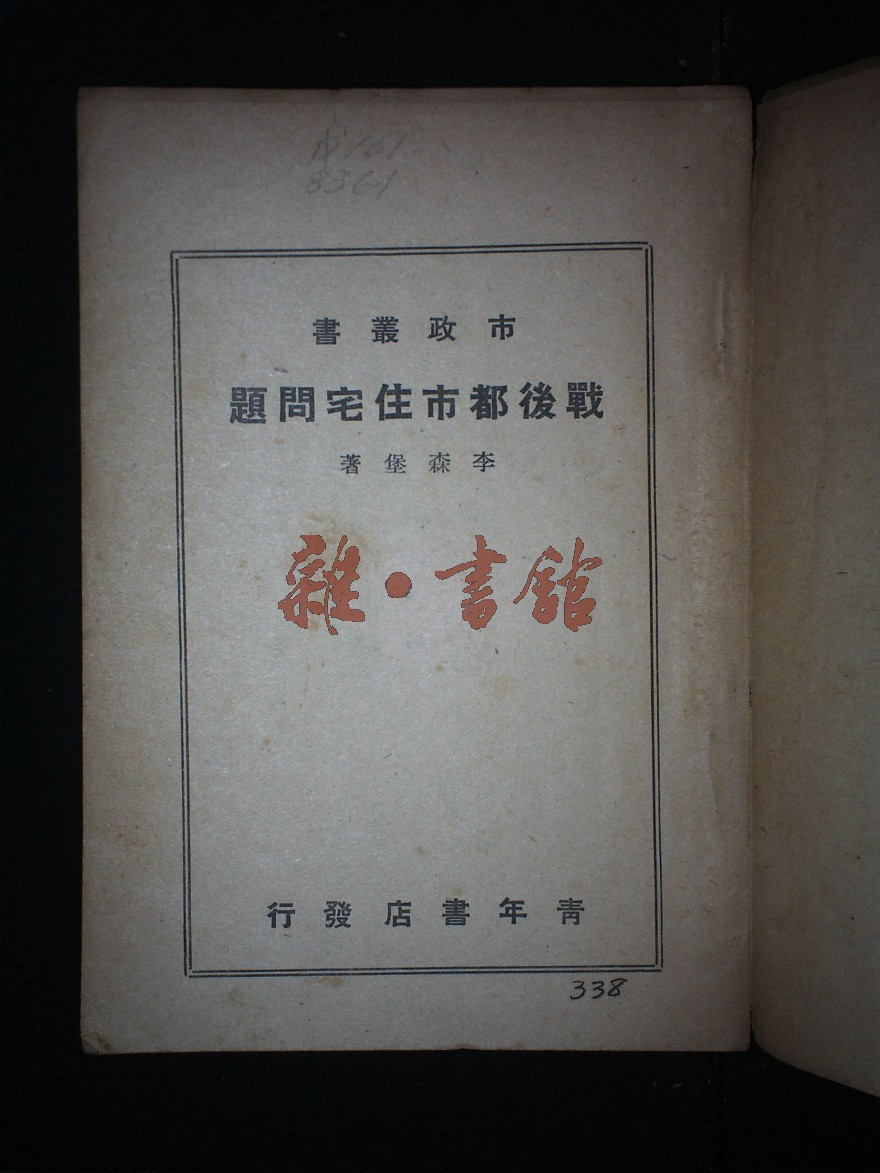 8361
市政叢書
戰後都市住宅問題
李森堡著
雜·書館
青年書店發行
338